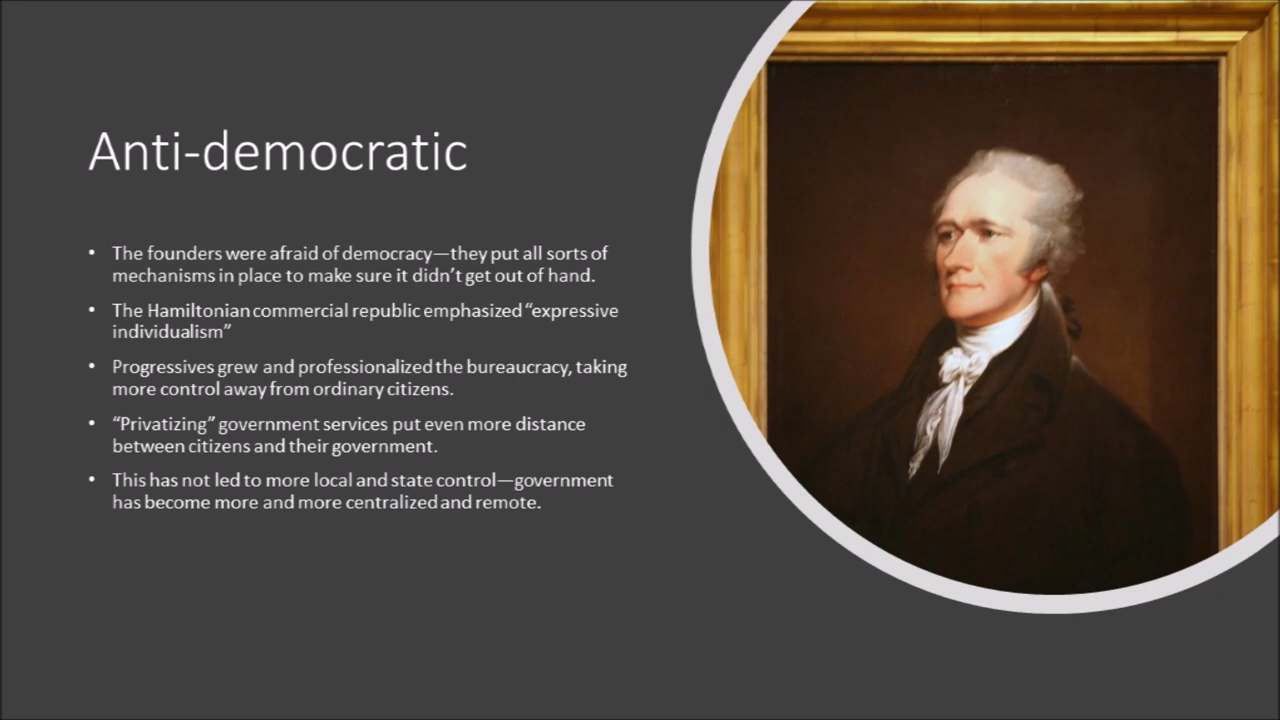 Anti-democratic
• The founders were afraid of democracy—they put all sorts of
mechanisms in place to make sure it didn’t get out of hand.
• The Hamiltonian commercial republic emphasized “expressive
individualism”
• Progressives grew and professionalized the bureaucracy, taking
more control away from ordinary citizens.
• “Privatizing” government services put even more distance
between citizens and their government.
• This has not led to more local and state control—government
has become more and more centralized and remote.